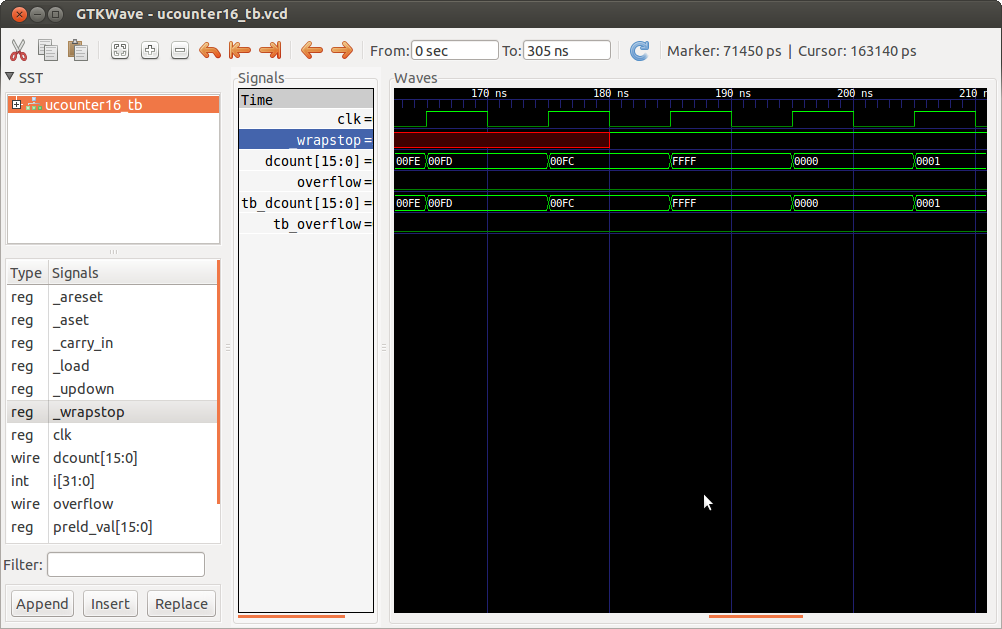 GTKWave - ucounter16_tb.vcd
From: 0 sec To: 305 ns Marker: 71450 ps | Cursor: 163140 ps
SST
ucounter16_tb
Type Signals
reg _areset
reg _aset
reg _carry_in
reg _load
reg _updown
reg _wrapstop
reg clk
wire dcount[15:0]
int i[31:0]
wire overflow
reg preld_val[15:0]
Filter:
Append Insert Replace
Signals
Time
clk =
_wrapstop =
dcount[15:0] =
overflow =
tb_dcount[15:0] =
tb_overflow =
Waves
170 ns 180 ns 190 ns 200 ns 210 n
00FE 00FD 00FC FFFF 0000 0001
00FE 00FD 00FC FFFF 0000 0001